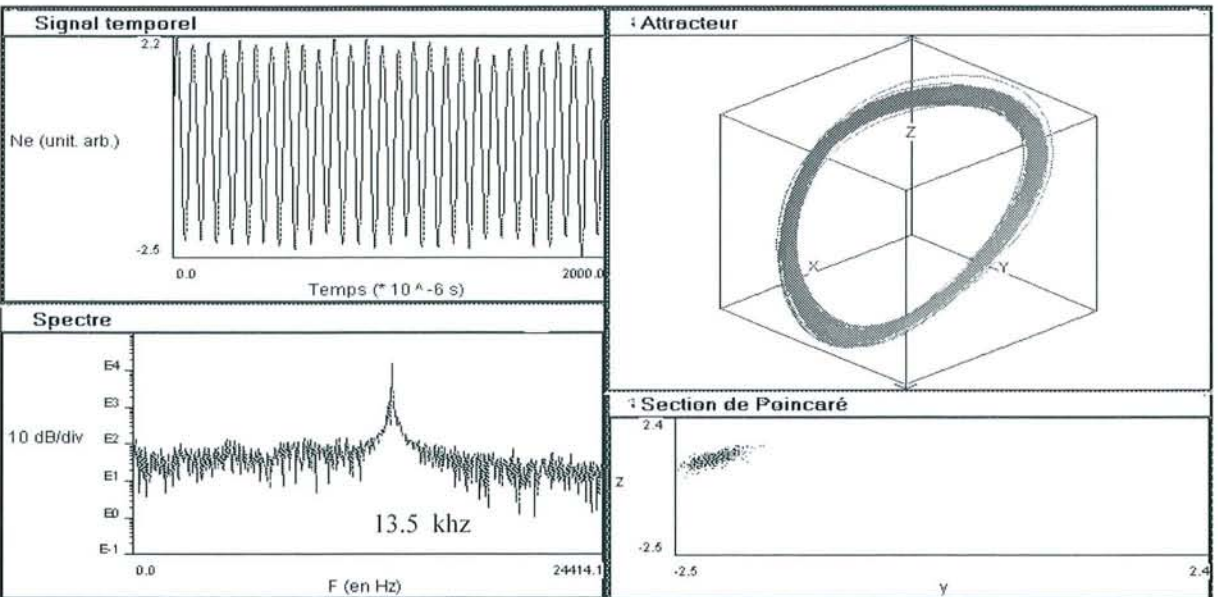 Signal temporel
2.2
Ne (unit. arb.)
-2.5
0.0
2000.0
Temps (* 10 ^ -6 s)
Spectre
E4
E3
10 dB/div
E2
E1
E0
E-1
13.5 khz
0.0
24414.1
F (en Hz)
Attracteur
Z
X
Y
Section de Poincaré
2.4
z
-2.5
-2.5
2.4
y